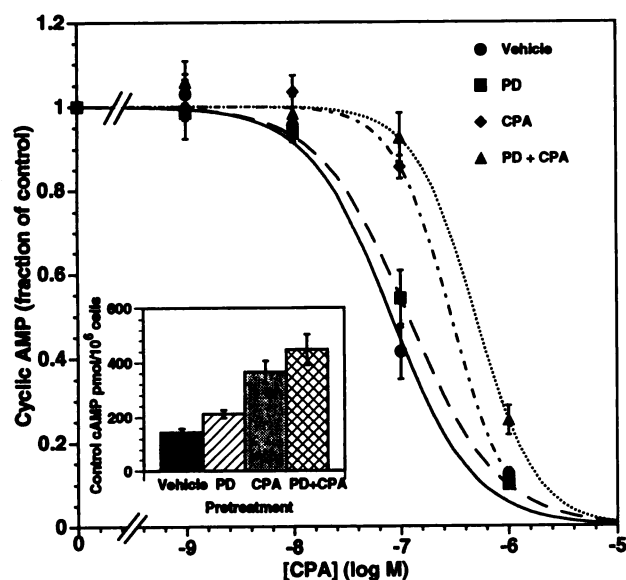 1.2
1
0.8
0.6
0.4
0.2
0
Cyclic AMP (fraction of control)
Vehicle
PD
CPA
PD + CPA
600
400
200
0
Control cAMP pmol/10⁶ cells
Vehicle PD CPA PD+CPA
Pretreatment
0 -9 -8 -7 -6 -5
[CPA] (log M)